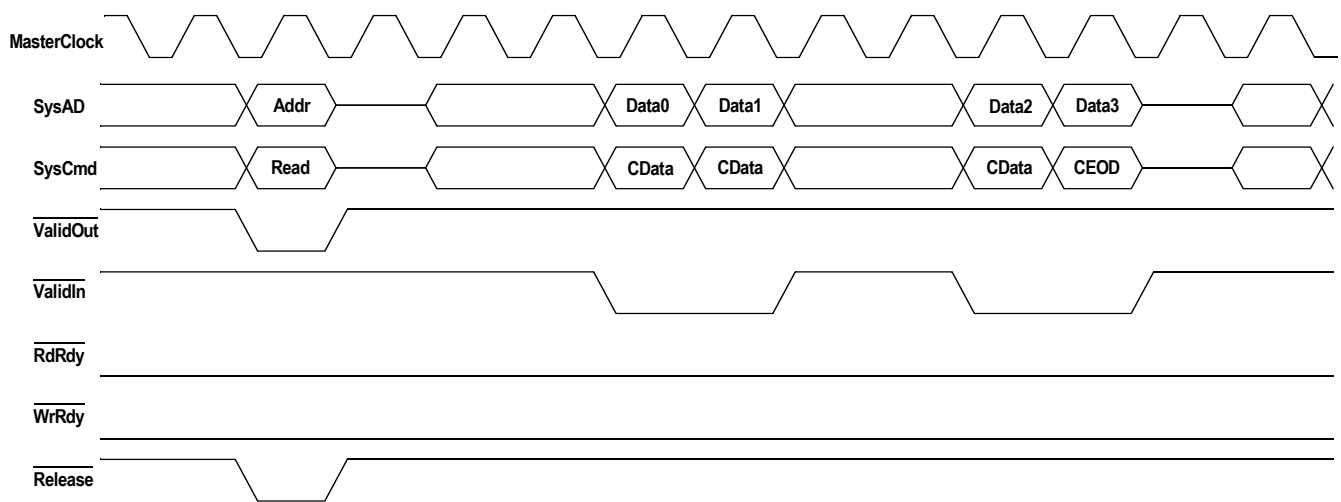 MasterClock
SysAD Addr Data0 Data1 Data2 Data3
SysCmd Read CData CData CData CEOD
ValidOut
ValidIn
RdRdy
WrRdy
Release